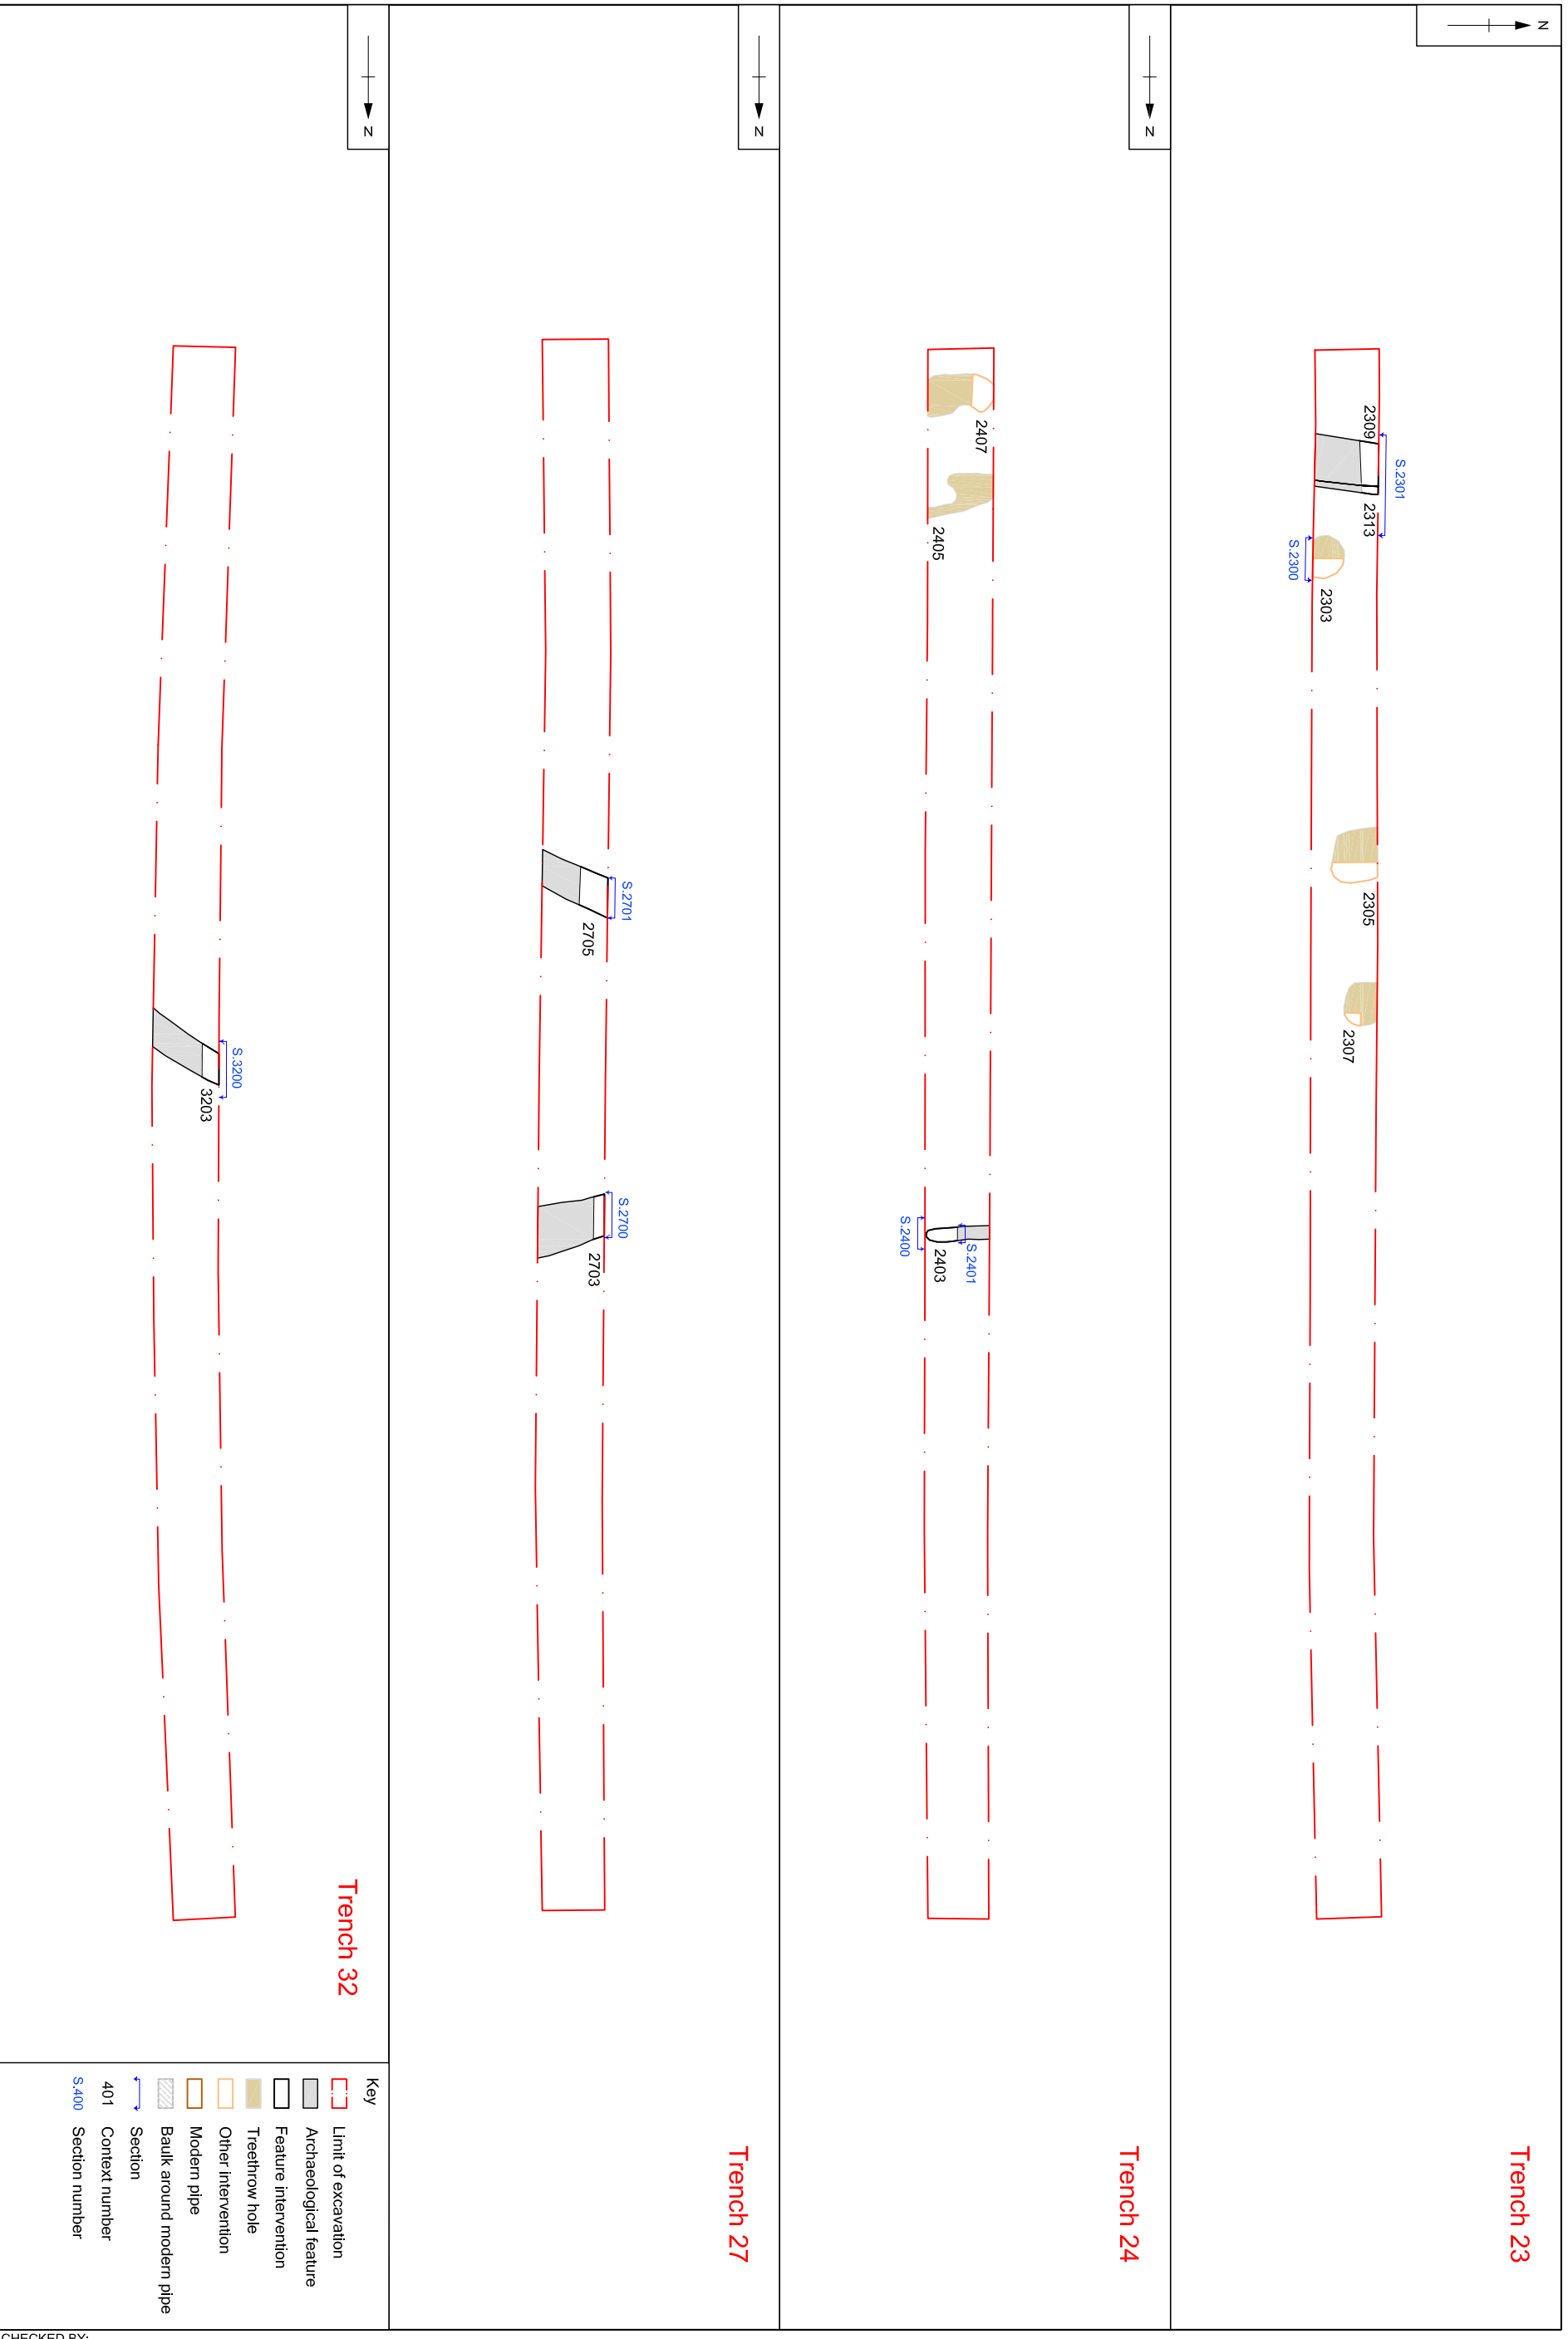 N
Trench 23
2309
S.2301
2313
S.2300
2303
2305
2307
N
Trench 24
2407
2405
S.2400
2403
S.2401
N
Trench 27
S.2701
2705
S.2700
2703
N
Trench 32
S.3200
3203
Key
Limit of excavation
Archaeological feature
Feature intervention
Treethrow hole
Other intervention
Modern pipe
Baulk around modern pipe
Section
401 Context number
S.400 Section number
CHECKED BY: